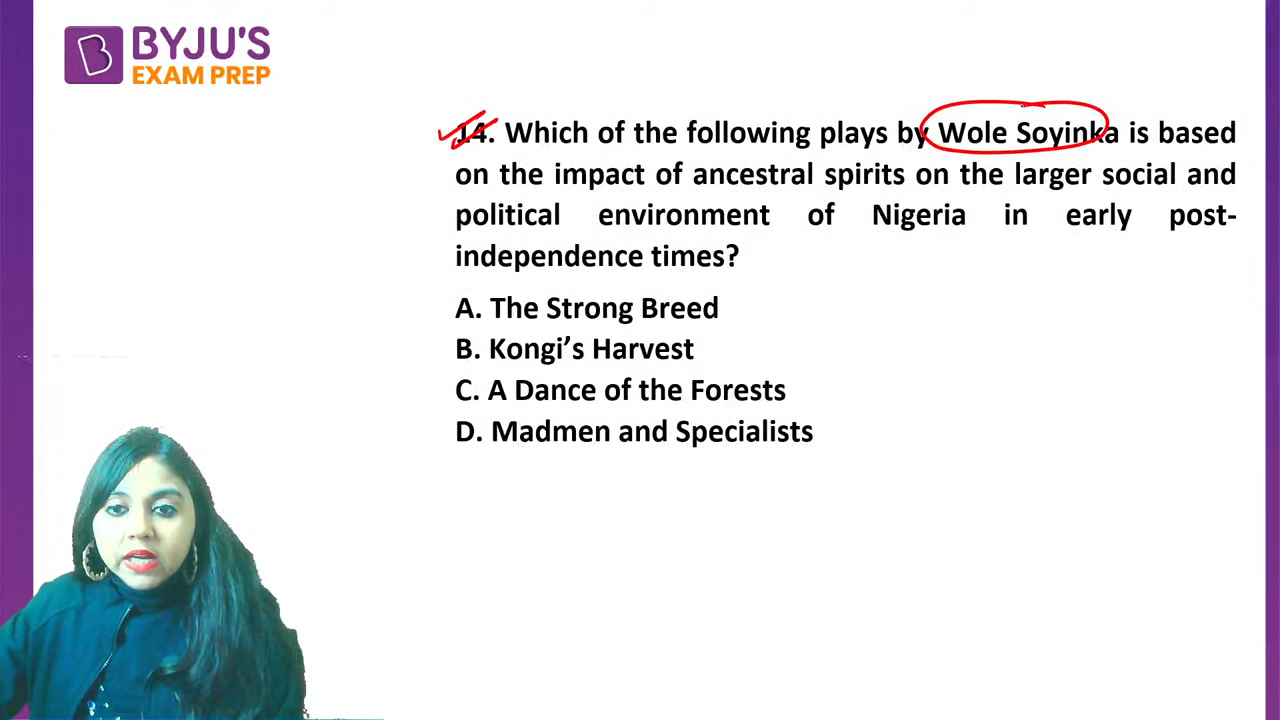 BYJU'S
EXAM PREP
14. Which of the following plays by Wole Soyinka is based
on the impact of ancestral spirits on the larger social and
political environment of Nigeria in early post-
independence times?
A. The Strong Breed
B. Kongi’s Harvest
C. A Dance of the Forests
D. Madmen and Specialists